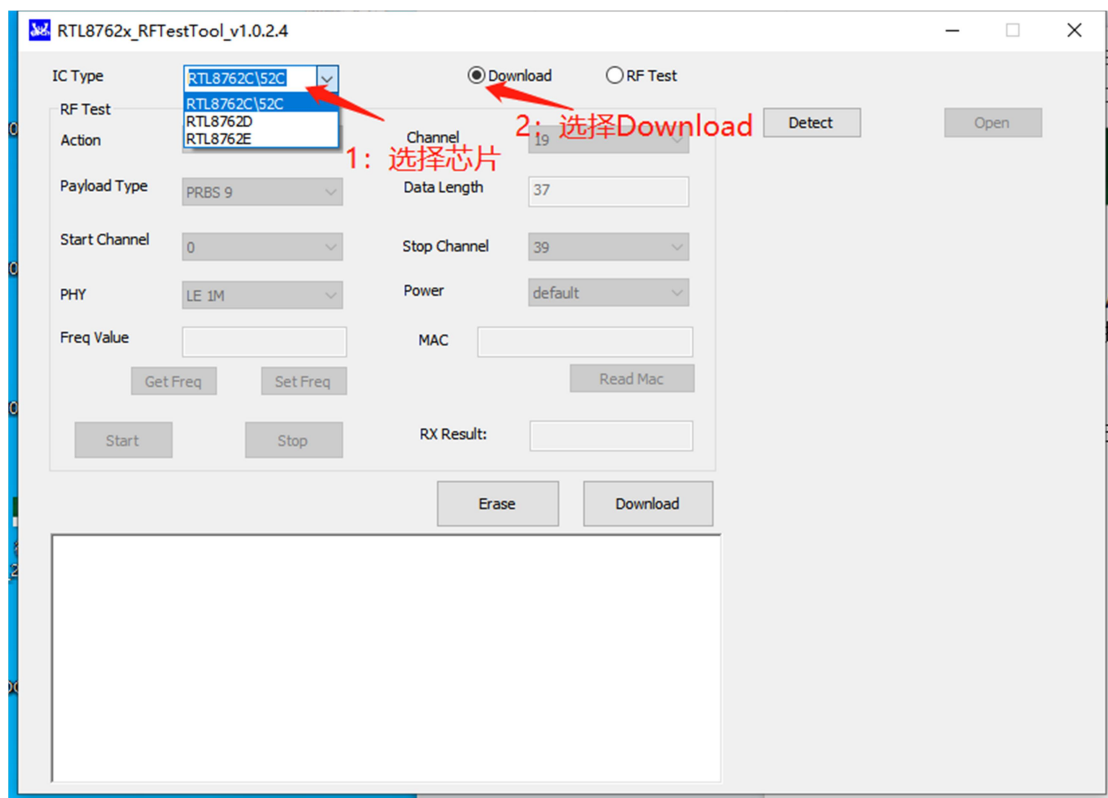 RTL8762x_RFTestTool_v1.0.2.4
IC Type
RTL8762C\52C
Download
RF Test
RTL8762C\52C
RTL8762D
RTL8762E
1：选择芯片
2；选择Download
Detect
Open
RF Test
Action
Channel
19
Payload Type
PRBS 9
Data Length
37
Start Channel
0
Stop Channel
39
PHY
LE 1M
Power
default
Freq Value
MAC
Get Freq
Set Freq
Read Mac
Start
Stop
RX Result:
Erase
Download